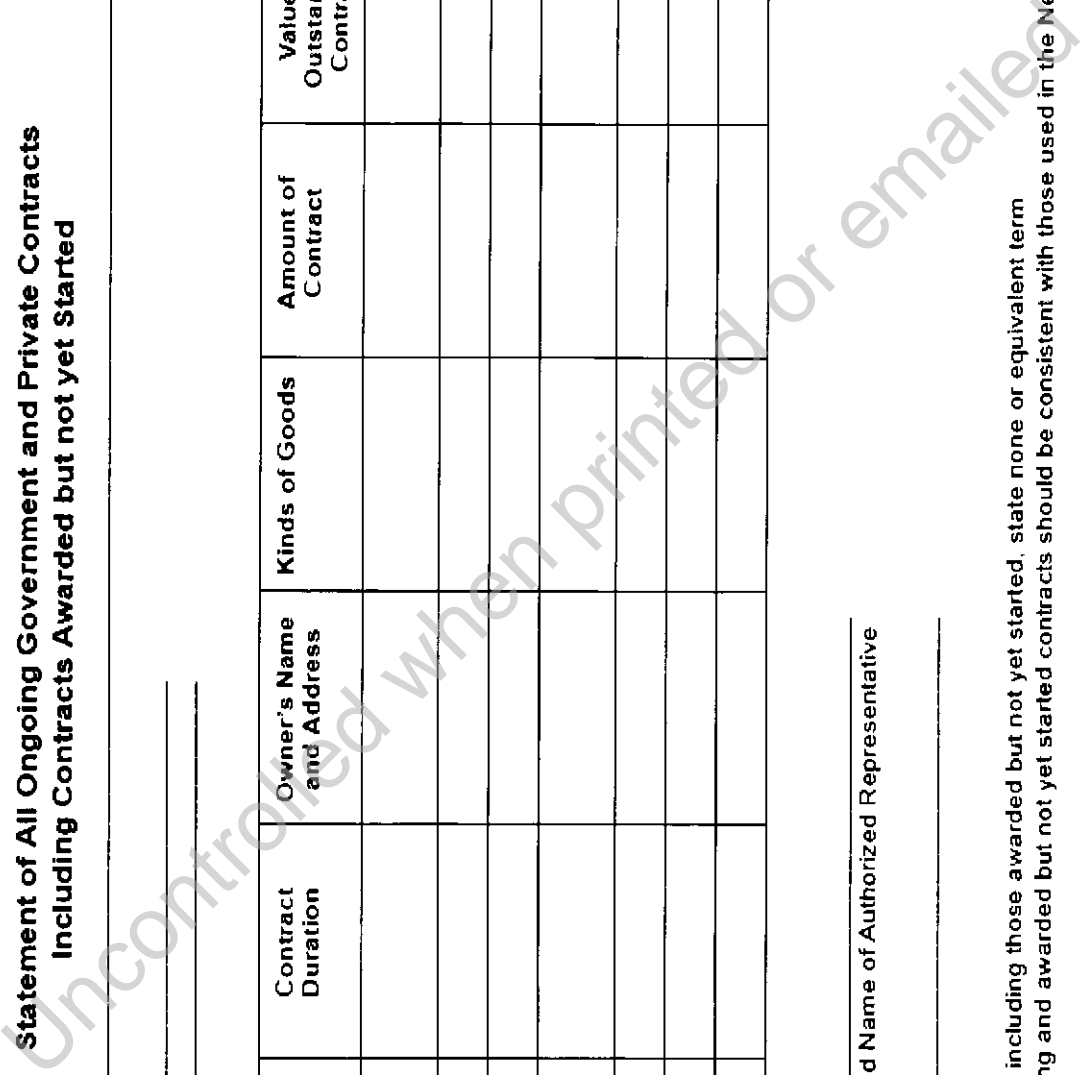 Statement of All Ongoing Government and Private Contracts
Including Contracts Awarded but not yet Started
Contract
Duration
Owner's Name
and Address
Kinds of Goods
Amount of
Contract
Value
Name of Authorized Representative
including those awarded but not yet started, state none or equivalent term
and awarded but not yet started contracts should be consistent with those used in the
Uncontrolled when printed or emailed